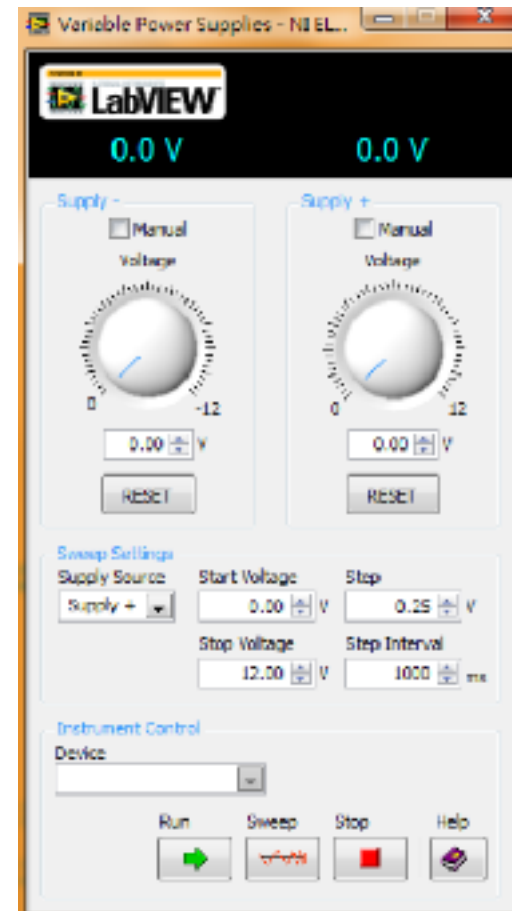 Variable Power Supplies - NI EL...
LabVIEW
0.0 V 0.0 V
Supply - Supply +
Manual Manual
Voltage Voltage
0 -12 0 12
0.00 V 0.00 V
RESET RESET
Sweep Settings
Supply Source Start Voltage Step
Supply + 0.00 V 0.25 V
Stop Voltage Step Interval
12.00 V 1000 ms
Instrument Control
Device
Run Sweep Stop Help